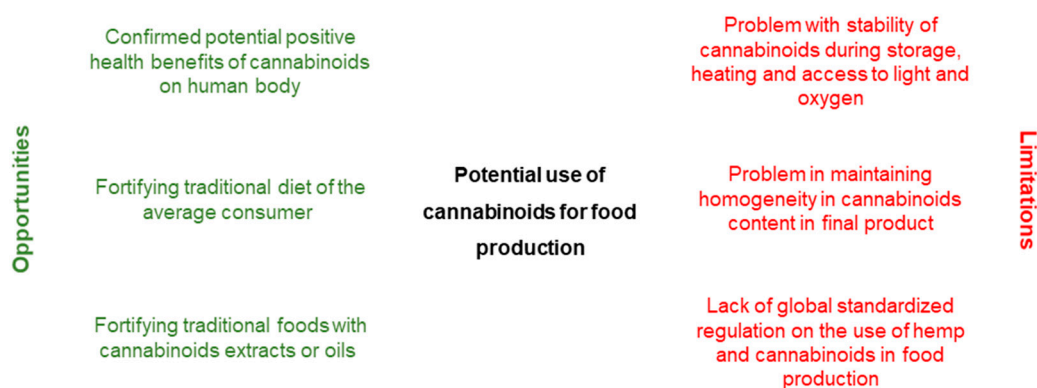 Opportunities
Confirmed potential positive
health benefits of cannabinoids
on human body
Fortifying traditional diet of the
average consumer
Fortifying traditional foods with
cannabinoids extracts or oils
Potential use of
cannabinoids for food
production
Problem with stability of
cannabinoids during storage,
heating and access to light and
oxygen
Problem in maintaining
homogeneity in cannabinoids
content in final product
Lack of global standardized
regulation on the use of hemp
and cannabinoids in food
production
Limitations